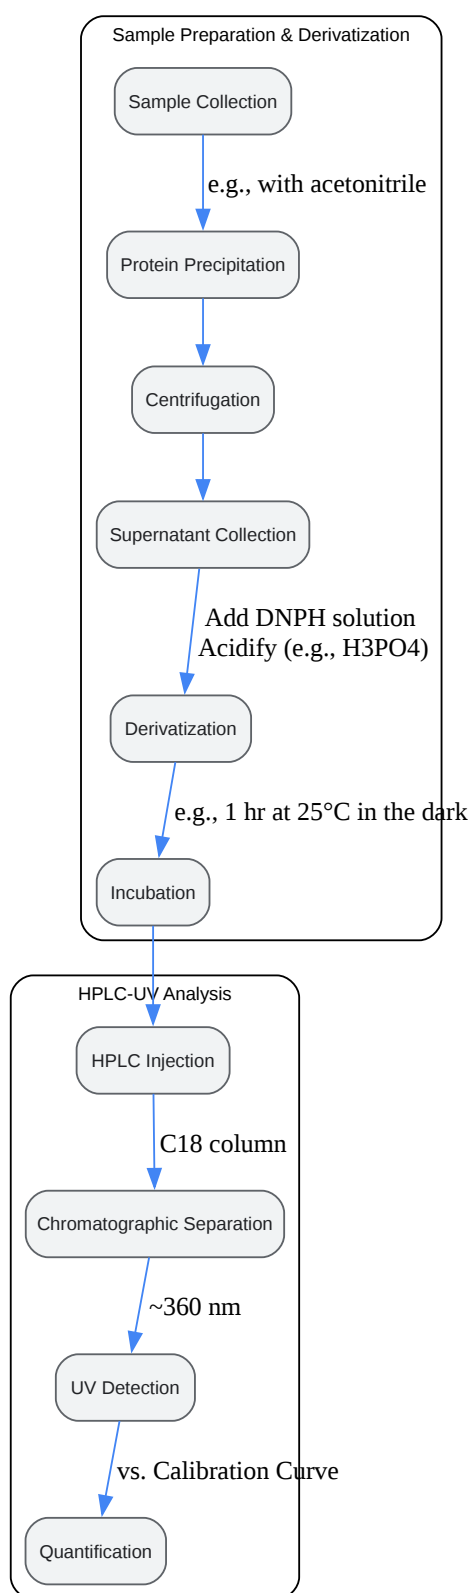 Sample Preparation & Derivatization
Sample Collection
e.g., with acetonitrile
Protein Precipitation
Centrifugation
Supernatant Collection
Add DNPH solution
Acidify (e.g., H3PO4)
Derivatization
e.g., 1 hr at 25°C in the dark
Incubation
HPLC-UV Analysis
HPLC Injection
C18 column
Chromatographic Separation
~360 nm
UV Detection
vs. Calibration Curve
Quantification